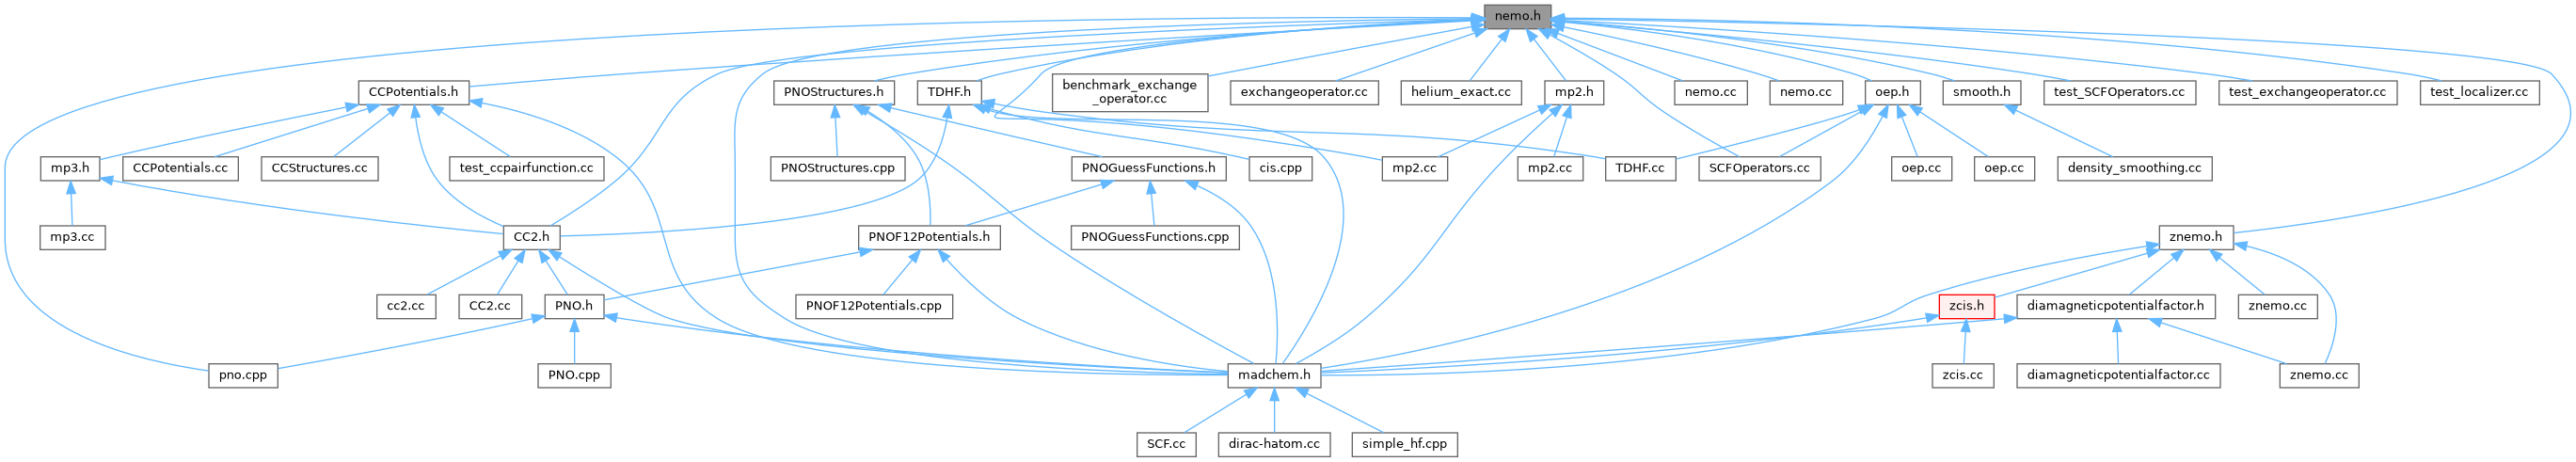 nemo.h
CCPotentials.h
PNOStructures.h
TDHF.h
benchmark_exchange
_operator.cc
exchangeoperator.cc
helium_exact.cc
mp2.h
nemo.cc
nemo.cc
oep.h
smooth.h
test_SCFOperators.cc
test_exchangeoperator.cc
test_localizer.cc
mp3.h
CCPotentials.cc
CCStructures.cc
test_ccpairfunction.cc
PNOStructures.cpp
PNOGuessFunctions.h
cis.cpp
mp2.cc
mp2.cc
TDHF.cc
SCFOperators.cc
oep.cc
oep.cc
density_smoothing.cc
mp3.cc
CC2.h
PNOF12Potentials.h
PNOGuessFunctions.cpp
znemo.h
cc2.cc
CC2.cc
PNO.h
PNOF12Potentials.cpp
zcis.h
diamagneticpotentialfactor.h
znemo.cc
pno.cpp
PNO.cpp
madchem.h
zcis.cc
diamagneticpotentialfactor.cc
znemo.cc
SCF.cc
dirac-hatom.cc
simple_hf.cpp